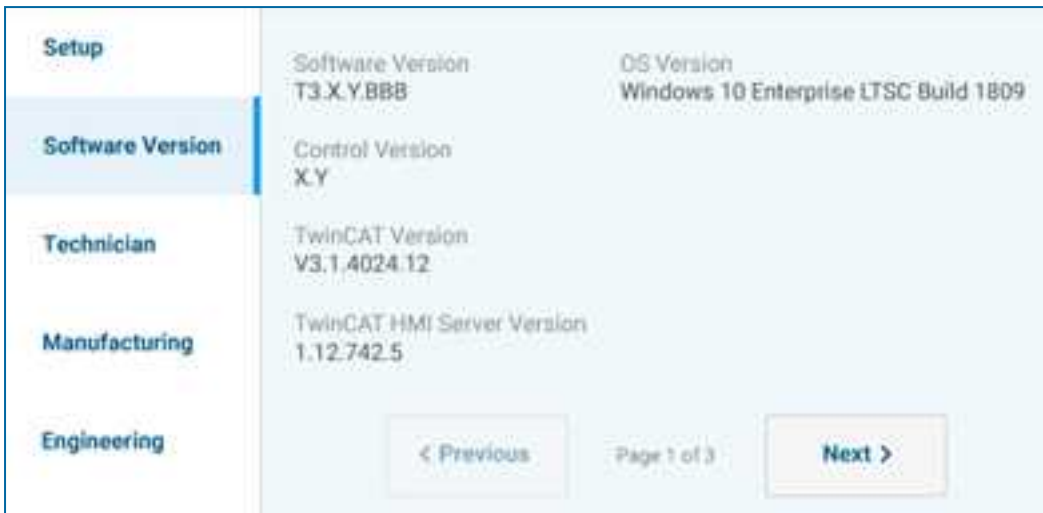 Setup
Software Version
Technician
Manufacturing
Engineering
Software Version
T3.X.Y.BBB
OS Version
Windows 10 Enterprise LTSC Build 1809
Control Version
X.Y
TwinCAT Version
V3.1.4024.12
TwinCAT HMI Server Version
1.12.742.5
< Previous
Page 1 of 3
Next >